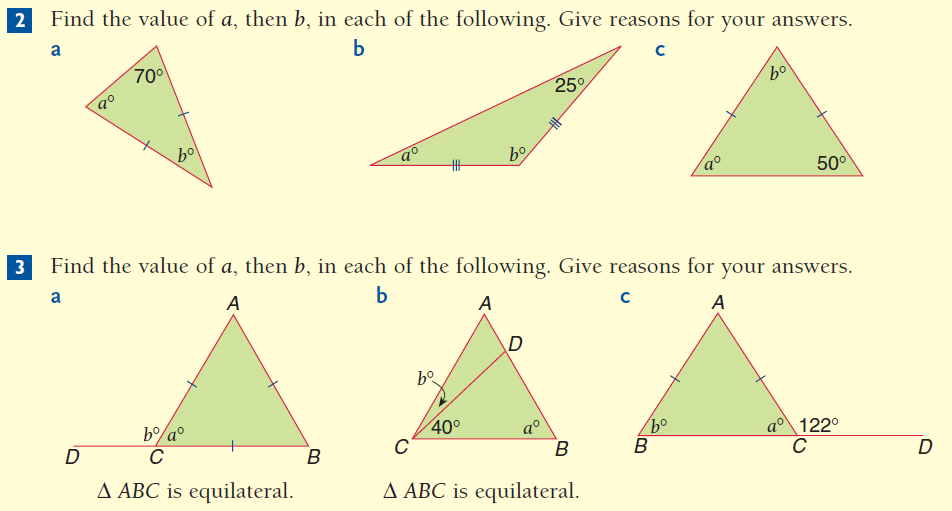 2 Find the value of a, then b, in each of the following. Give reasons for your answers.
a b c
70° a° b°
25° a° b°
b° a° 50°
3 Find the value of a, then b, in each of the following. Give reasons for your answers.
a b c
A b° a° D C B
A D b° 40° a° C B
A b° a° 122° B C D
Δ ABC is equilateral. Δ ABC is equilateral.